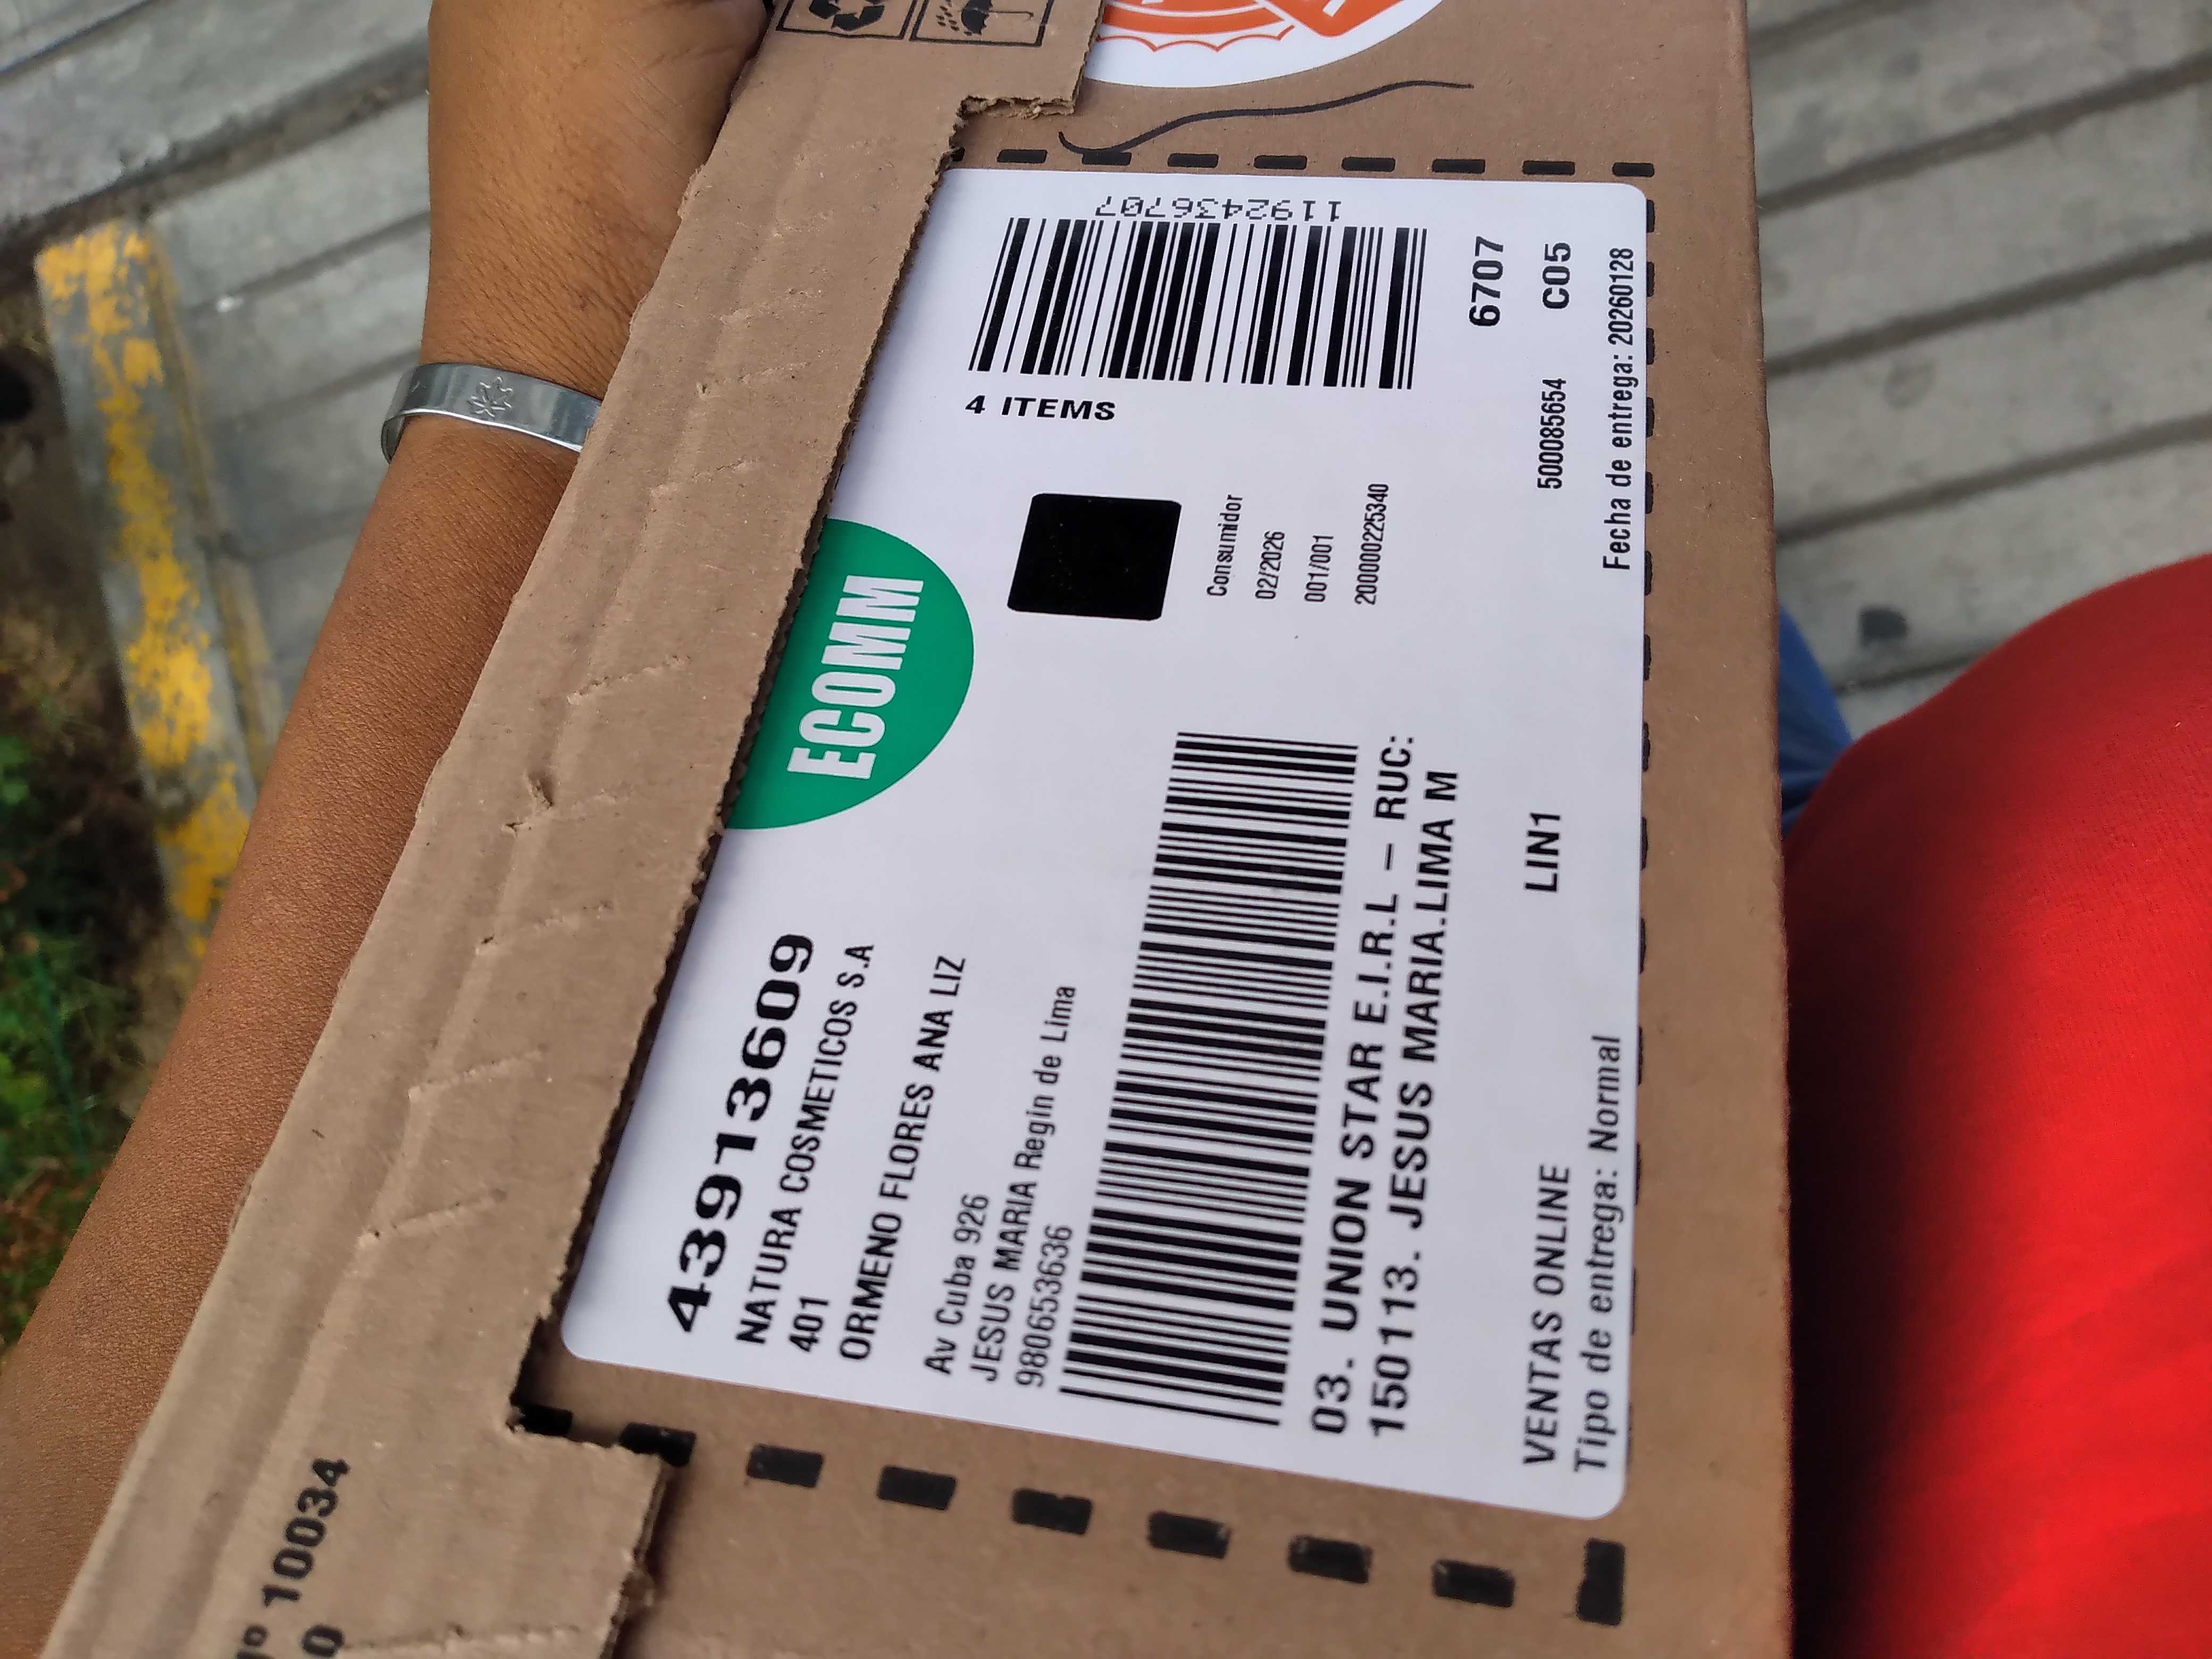 43913609
NATURA COSMETICOS S.A
401
ORMENO FLORES ANA LIZ
Av Cuba 926
JESUS MARIA Regin de Lima
980653636
ECOMM
4 ITEMS
1192436707
Consumidor
02/2026
001/001
200000225340
03. UNION STAR E.I.R.L - RUC:
150113. JESUS MARIA.LIMA M
6707
VENTAS ONLINE
LIN1
500085654
C05
Tipo de entrega: Normal
Fecha de entrega: 20260128
10034